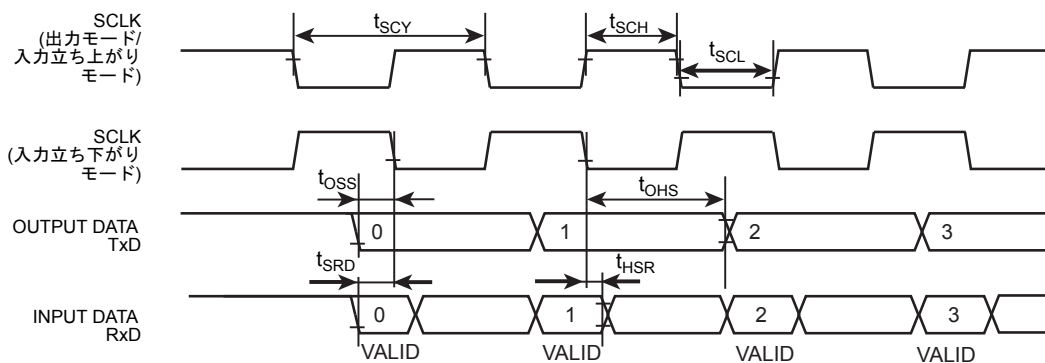 SCLK
(出力モード/
入力立ち上がり
モード)
tSCY
tSCH
tSCL
SCLK
(入力立ち下がり
モード)
tOSS
tOHS
OUTPUT DATA
TxD
0
1
2
3
tSRD
tHSR
INPUT DATA
RxD
0
1
2
3
VALID
VALID
VALID
VALID